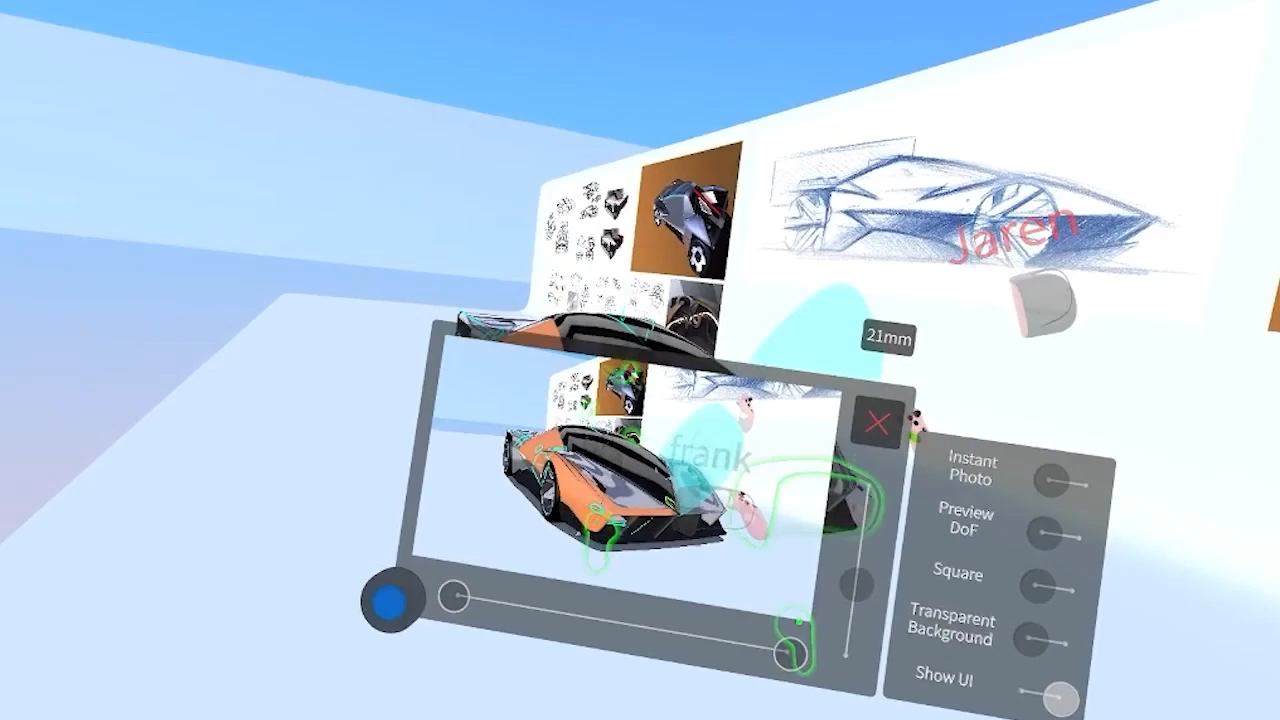 Jaren
21mm
frank
Instant
Photo
Preview
DoF
Square
Transparent
Background
Show UI